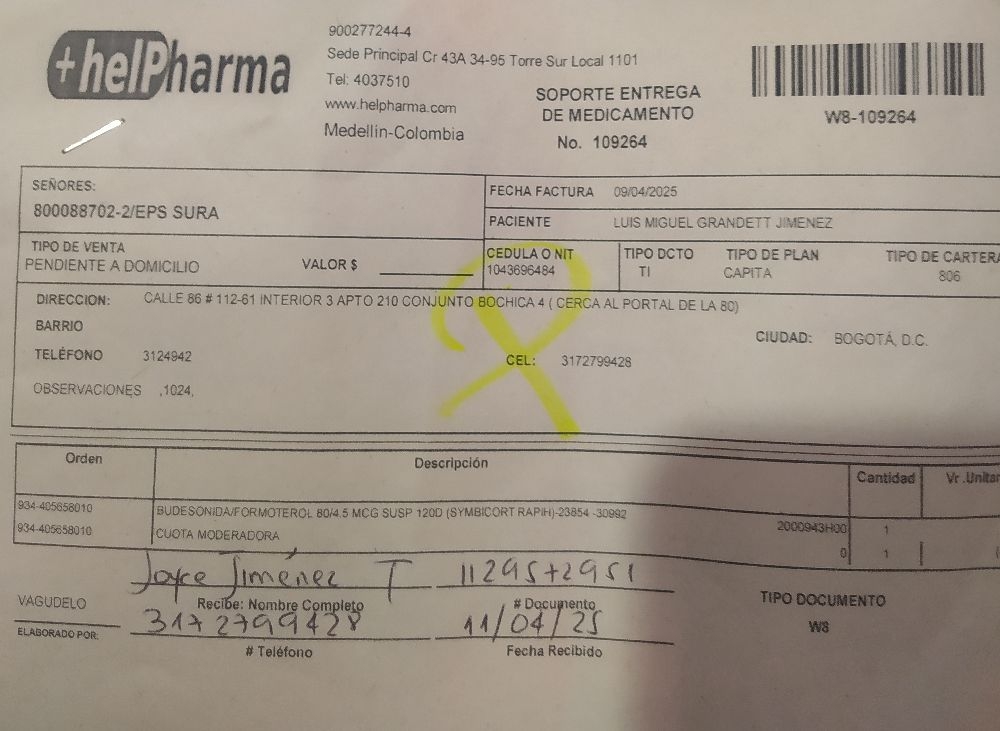 +helPharma
900277244-4
Sede Principal Cr 43A 34-95 Torre Sur Local 1101
Tel: 4037510
www.helpharma.com
Medellin-Colombia
SOPORTE ENTREGA
DE MEDICAMENTO
No. 109264
W8-109264
SEÑORES:
800088702-2/EPS SURA
FECHA FACTURA 09/04/2025
PACIENTE LUIS MIGUEL GRANDETT JIMENEZ
TIPO DE VENTA
PENDIENTE A DOMICILIO
VALOR $
CEDULA O NIT
1043696484
TIPO DCTO
TI
TIPO DE PLAN
CAPITA
TIPO DE CARTERA
806
DIRECCION: CALLE 86 # 112-61 INTERIOR 3 APTO 210 CONJUNTO BOCHICA 4 ( CERCA AL PORTAL DE LA 80)
BARRIO
CIUDAD: BOGOTÁ, D.C.
TELÉFONO 3124942
CEL: 3172799428
OBSERVACIONES ,1024,
Orden Descripción Cantidad Vr .Unitar
934-405658010 BUDESONIDA/FORMOTEROL 80/4.5 MCG SUSP 120D (SYMBICORT RAPIH)-23854 -30992 2000943H00 1
934-405658010 CUOTA MODERADORA 0 1
Joyce Jiménez T 1129572951
Recibe: Nombre Completo # Documento
VAGUDELO
ELABORADO POR:
3172799428 11/04/25
# Teléfono Fecha Recibido
TIPO DOCUMENTO
W8